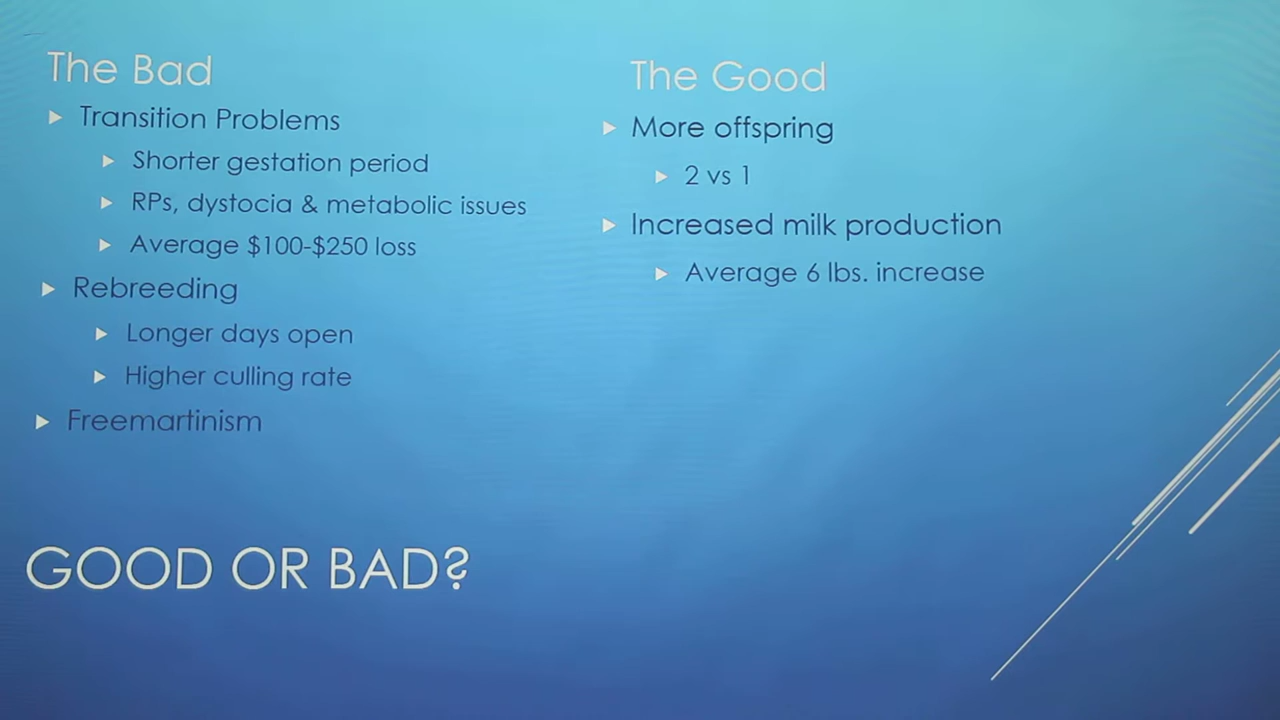 The Bad
Transition Problems
Shorter gestation period
RPs, dystocia & metabolic issues
Average $100-$250 loss
Rebreeding
Longer days open
Higher culling rate
Freemartinism
The Good
More offspring
2 vs 1
Increased milk production
Average 6 lbs. increase
GOOD OR BAD?